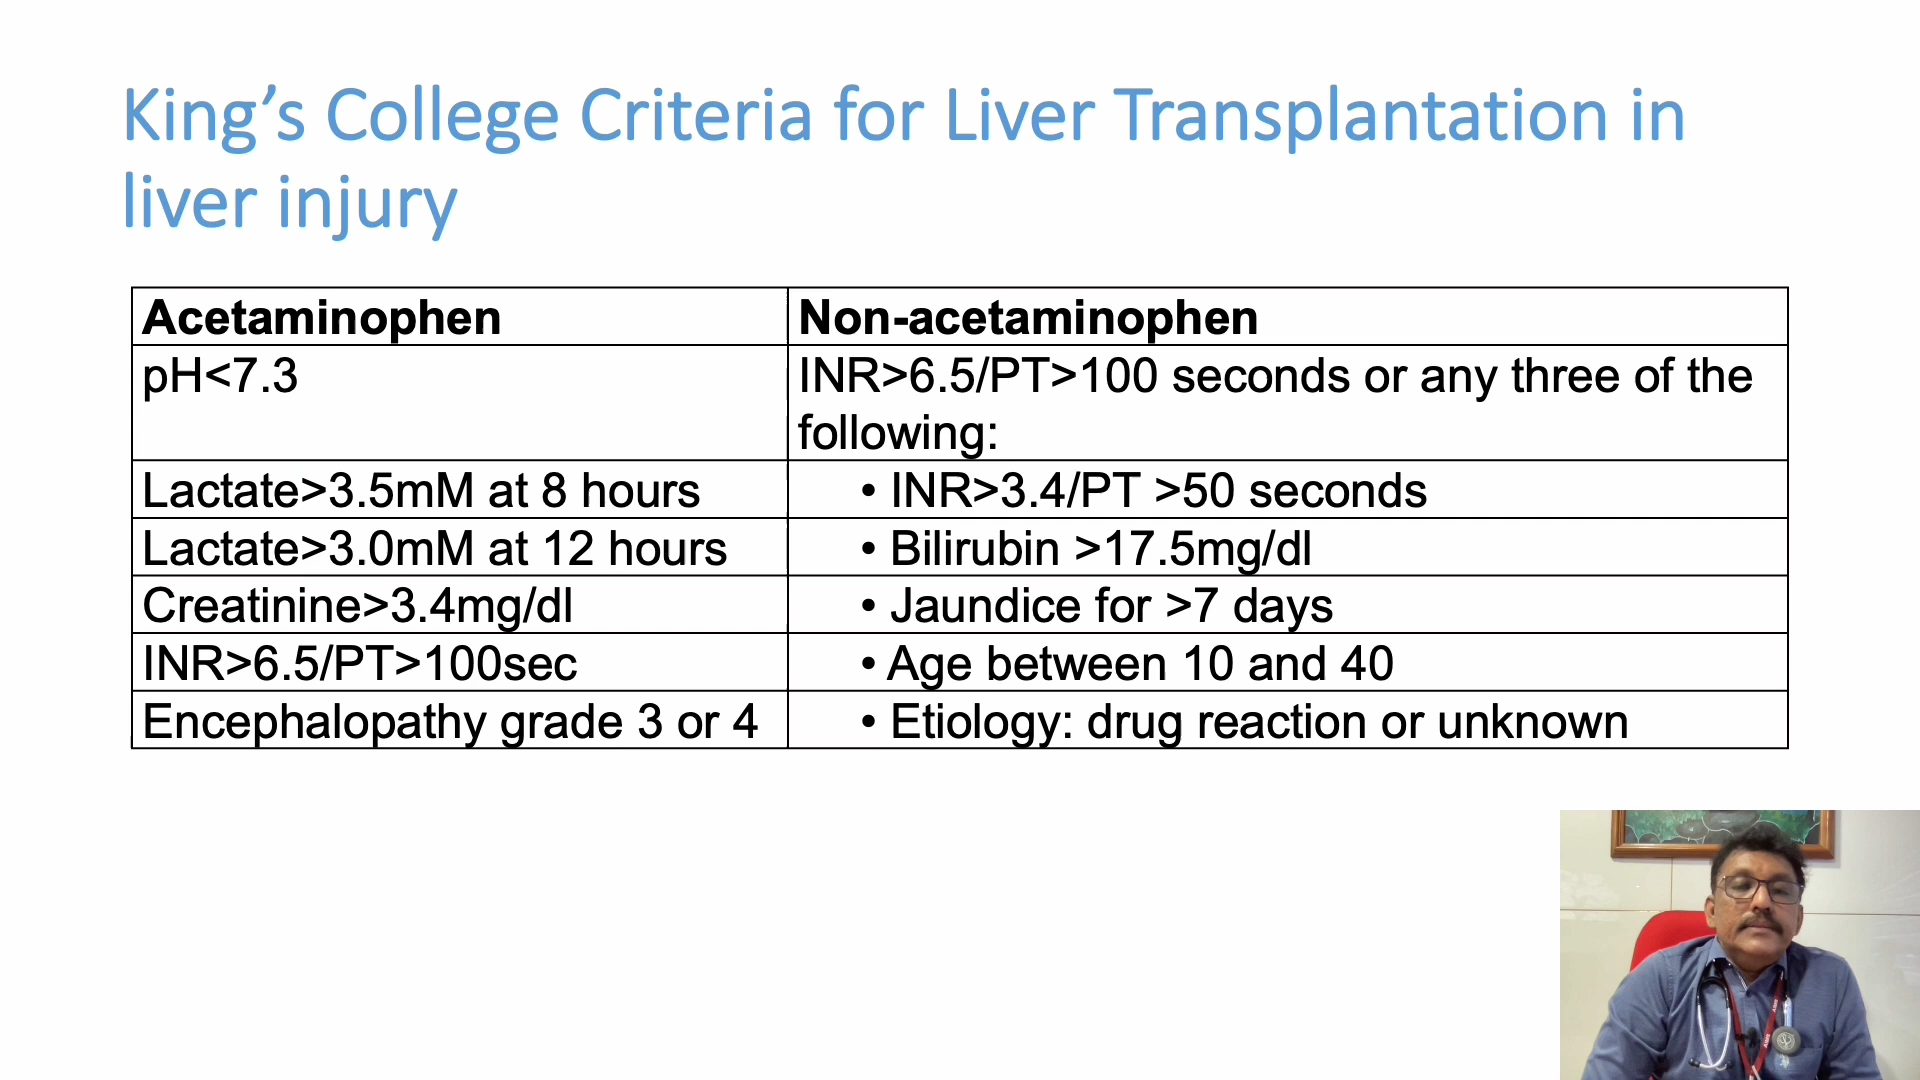 King’s College Criteria for Liver Transplantation in
liver injury
Acetaminophen
Non-acetaminophen
pH<7.3
INR>6.5/PT>100 seconds or any three of the
following:
Lactate>3.5mM at 8 hours
• INR>3.4/PT >50 seconds
Lactate>3.0mM at 12 hours
• Bilirubin >17.5mg/dl
Creatinine>3.4mg/dl
• Jaundice for >7 days
INR>6.5/PT>100sec
• Age between 10 and 40
Encephalopathy grade 3 or 4
• Etiology: drug reaction or unknown